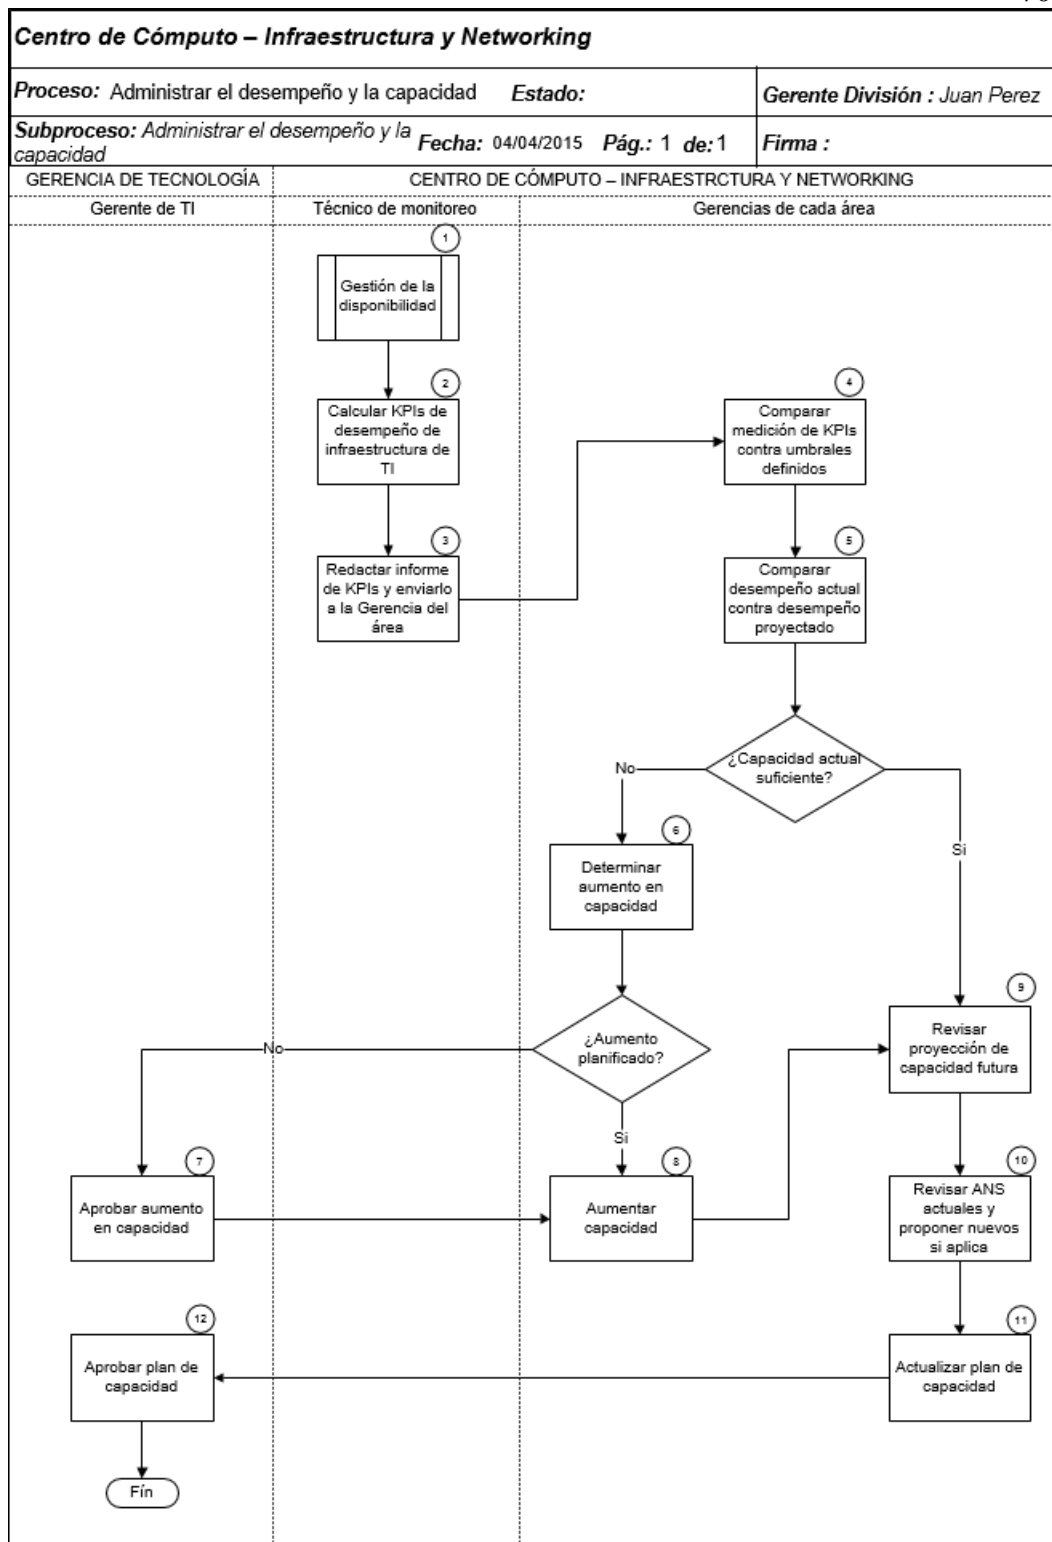 Centro de Cómputo – Infraestructura y Networking
Proceso: Administrar el desempeño y la capacidad Estado:
Gerente División : Juan Perez
Subproceso: Administrar el desempeño y la
capacidad
Fecha: 04/04/2015 Pág.: 1 de: 1
Firma :
GERENCIA DE TECNOLOGÍA
CENTRO DE CÓMPUTO – INFRAESTRCTURA Y NETWORKING
Gerente de TI
Técnico de monitoreo
Gerencias de cada área
1
Gestión de la
disponibilidad
2
Calcular KPIs de
desempeño de
infraestructura de
TI
3
Redactar informe
de KPIs y enviarlo
a la Gerencia del
área
4
Comparar
medición de KPIs
contra umbrales
definidos
5
Comparar
desempeño actual
contra desempeño
proyectado
¿Capacidad actual
suficiente?
No
Si
6
Determinar
aumento en
capacidad
¿Aumento
planificado?
No
Si
7
Aprobar aumento
en capacidad
8
Aumentar
capacidad
9
Revisar
proyección de
capacidad futura
10
Revisar ANS
actuales y
proponer nuevos
si aplica
11
Actualizar plan de
capacidad
12
Aprobar plan de
capacidad
Fín